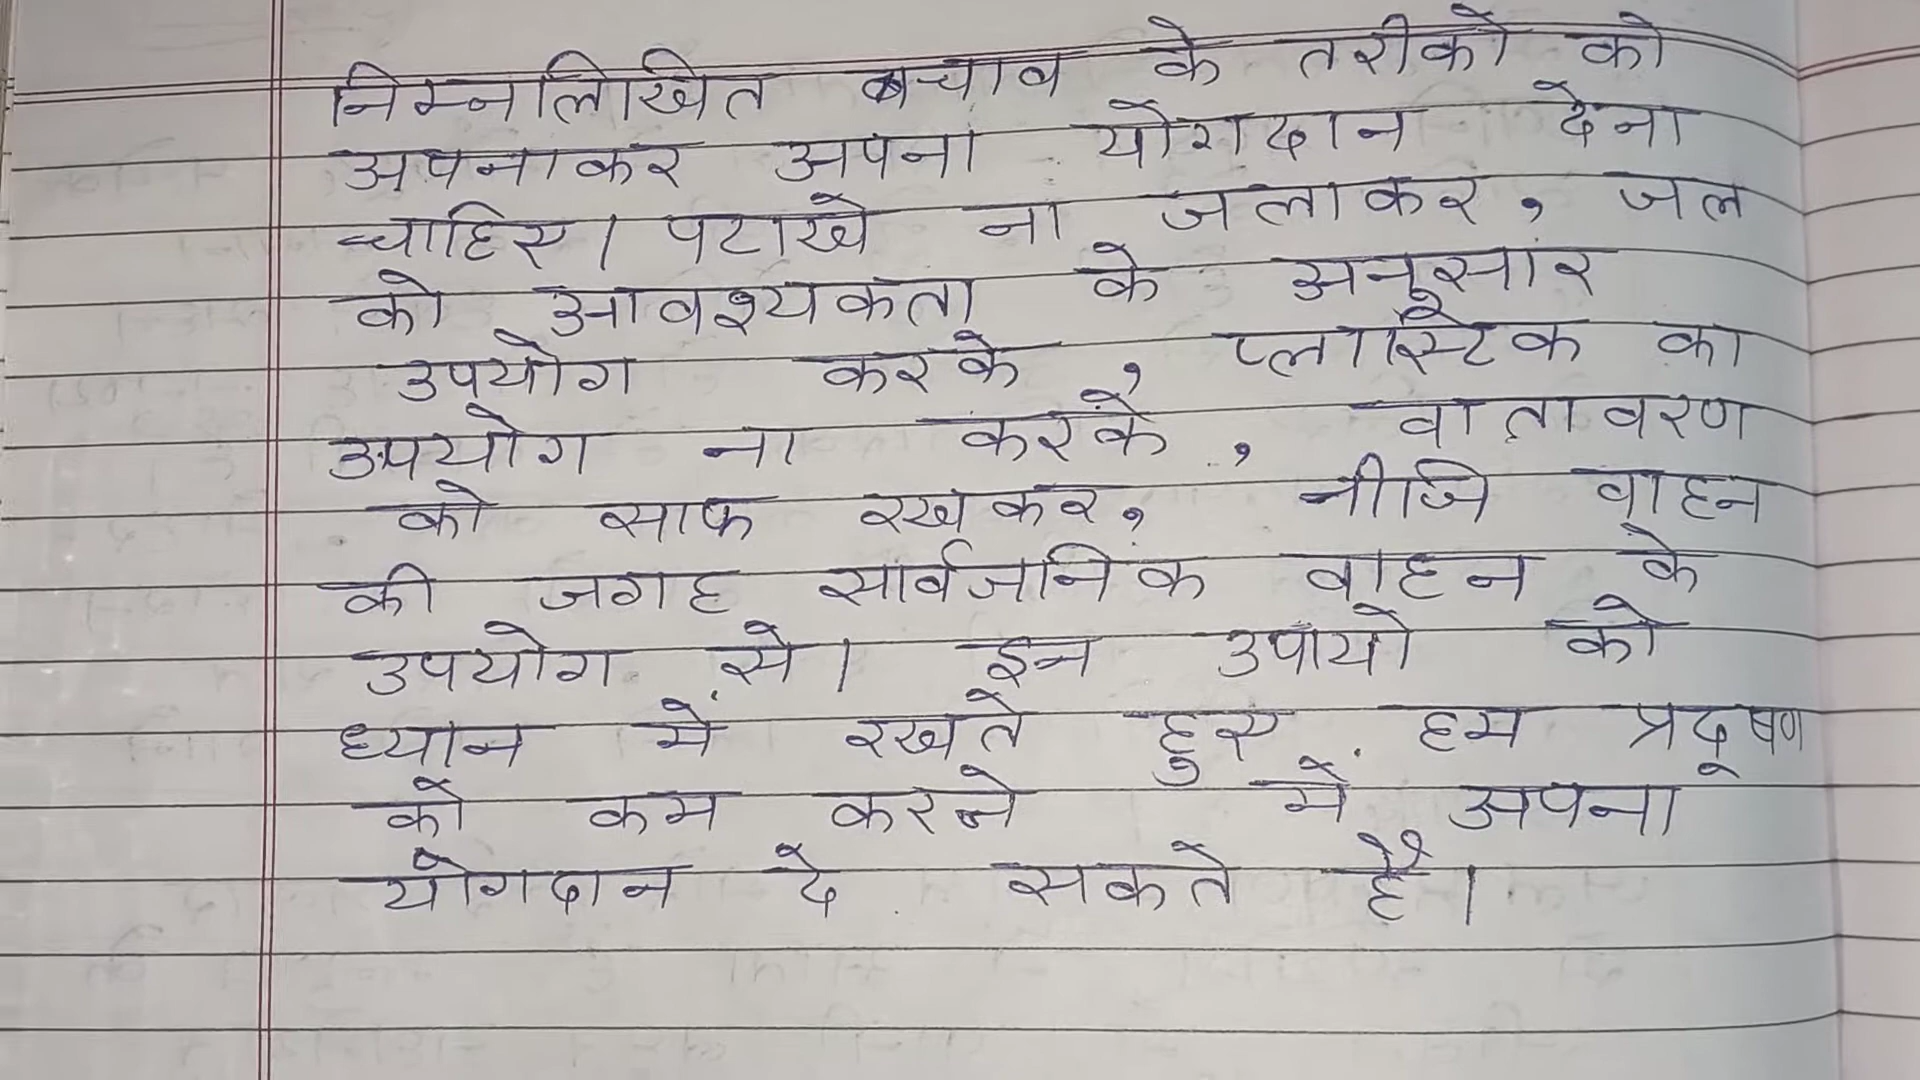 निम्नलिखित बचाव के तरीको को
अपनाकर अपना योगदान देना
चाहिए। पटाखे ना जलाकर, जल
को आवश्यकता के अनूसार
उपयोग करके, प्लास्टिक का
उपयोग ना करके, वातावरण
को साफ रखकर, नीजि वाहन
की जगह सार्वजनिक वाहन के
उपयोग से। इन उपायो को
ध्यान में रखते हुए हम प्रदूषण
को कम करने में अपना
योगदान दे सकते है।